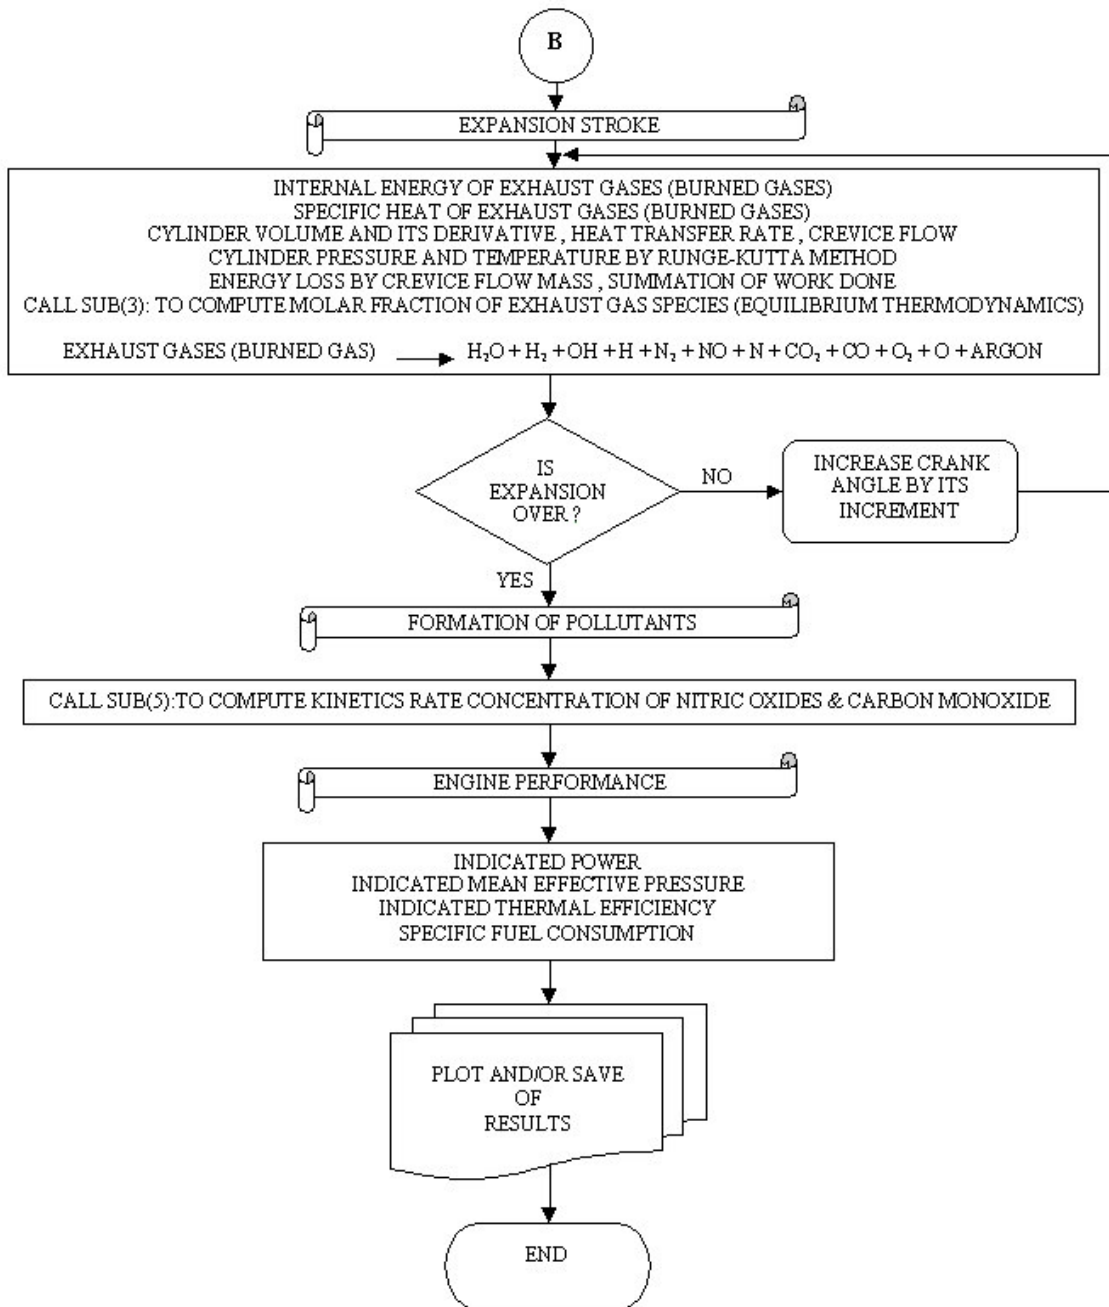 B
EXPANSION STROKE
INTERNAL ENERGY OF EXHAUST GASES (BURNED GASES)
SPECIFIC HEAT OF EXHAUST GASES (BURNED GASES)
CYLINDER VOLUME AND ITS DERIVATIVE , HEAT TRANSFER RATE , CREVICE FLOW
CYLINDER PRESSURE AND TEMPERATURE BY RUNGE-KUTTA METHOD
ENERGY LOSS BY CREVICE FLOW MASS , SUMMATION OF WORK DONE
CALL SUB(3): TO COMPUTE MOLAR FRACTION OF EXHAUST GAS SPECIES (EQUILIBRIUM THERMODYNAMICS)
EXHAUST GASES (BURNED GAS) → H₂O + H₂ + OH + H + N₂ + NO + N + CO₂ + CO + O₂ + O + ARGON
IS
EXPANSION
OVER ?
NO
INCREASE CRANK
ANGLE BY ITS
INCREMENT
YES
FORMATION OF POLLUTANTS
CALL SUB(5):TO COMPUTE KINETICS RATE CONCENTRATION OF NITRIC OXIDES & CARBON MONOXIDE
ENGINE PERFORMANCE
INDICATED POWER
INDICATED MEAN EFFECTIVE PRESSURE
INDICATED THERMAL EFFICIENCY
SPECIFIC FUEL CONSUMPTION
PLOT AND/OR SAVE
OF
RESULTS
END